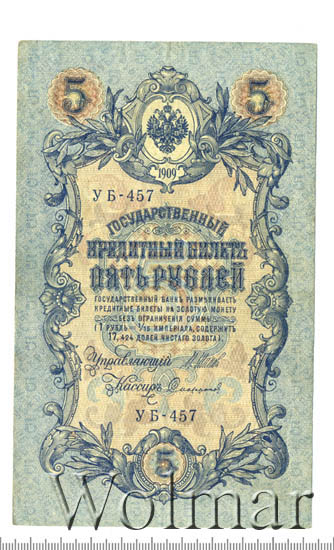 5 5
1909
УБ-457
ГОСУДАРСТВЕННЫЙ
КРЕДИТНЫЙ БИЛЕТЪ
ПЯТЬ РУБЛЕЙ
ГОСУДАРСТВЕННЫЙ БАНКЪ РАЗМѢНИВАЕТЪ
КРЕДИТНЫЕ БИЛЕТЫ НА ЗОЛОТУЮ МОНЕТУ
БЕЗЪ ОГРАНИЧЕНІЯ СУММЫ
(1 РУБЛЬ = 1/15 ИМПЕРІАЛА, СОДЕРЖИТЪ
17,424 ДОЛЕЙ ЧИСТАГО ЗОЛОТА).
Управляющій
Кассиръ
УБ-457
5
Wolmar